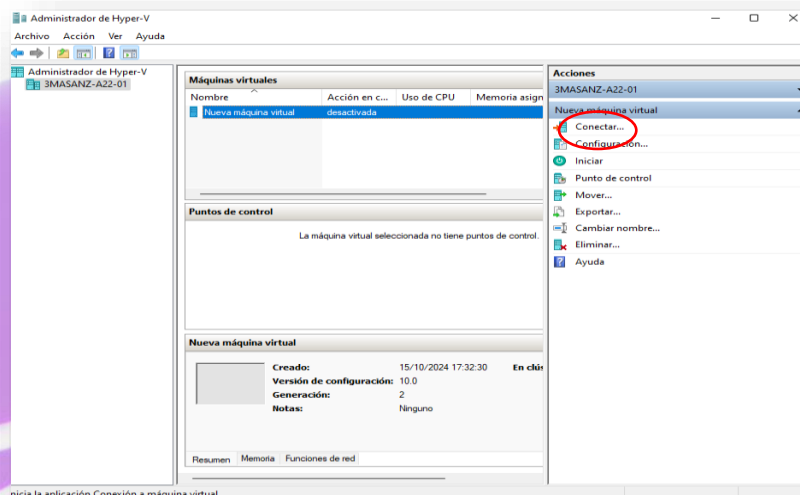 Administrador de Hyper-V
Archivo Acción Ver Ayuda
Administrador de Hyper-V
3MASANZ-A22-01
Máquinas virtuales
Nombre Acción en c... Uso de CPU Memoria asign
Nueva máquina virtual desactivada
Puntos de control
La máquina virtual seleccionada no tiene puntos de control.
Nueva máquina virtual
Creado: 15/10/2024 17:32:30 En clús
Versión de configuración: 10.0
Generación: 2
Notas: Ninguno
Resumen Memoria Funciones de red
Acciones
3MASANZ-A22-01
Nueva máquina virtual
Conectar...
Configuración...
Iniciar
Punto de control
Mover...
Exportar...
Cambiar nombre...
Eliminar...
Ayuda
nicia la aplicación Conexión a máquina virtual.